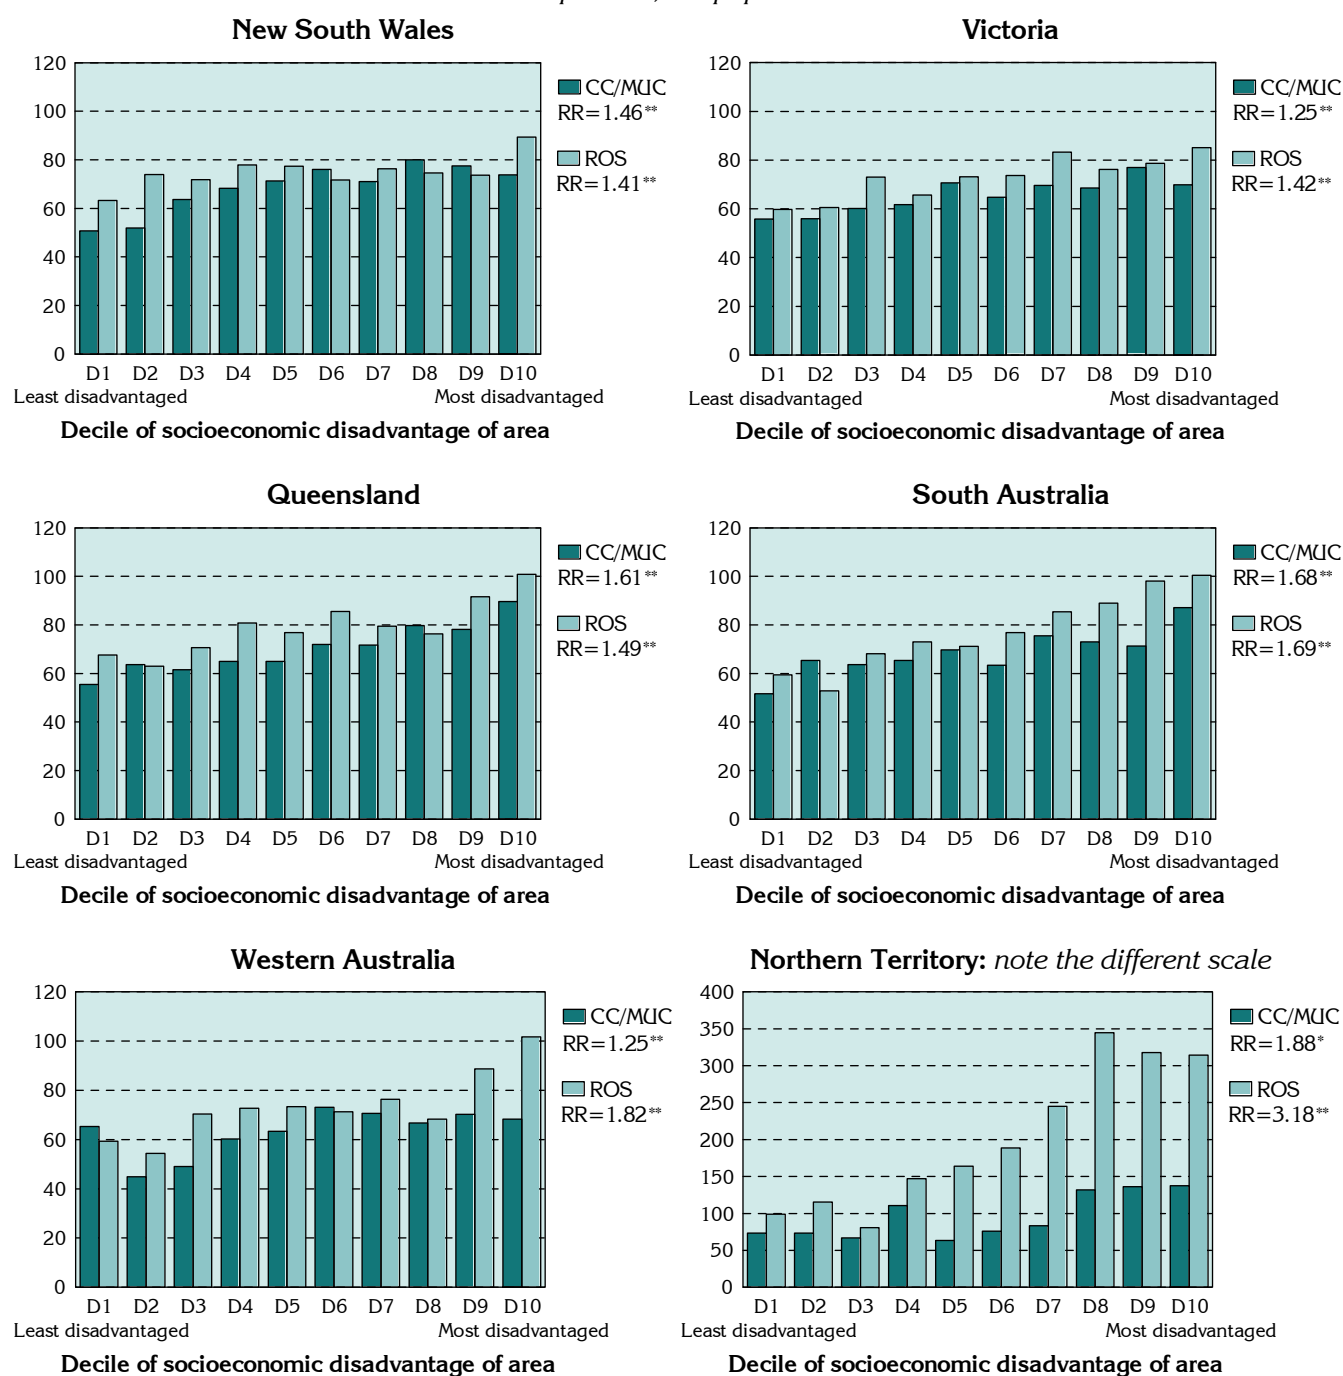 New South Wales
120
100
80
60
40
20
0
D1 D2 D3 D4 D5 D6 D7 D8 D9 D10
Least disadvantaged Most disadvantaged
Decile of socioeconomic disadvantage of area
CC/MUC
RR=1.46**
ROS
RR=1.41**
Victoria
120
100
80
60
40
20
0
D1 D2 D3 D4 D5 D6 D7 D8 D9 D10
Least disadvantaged Most disadvantaged
Decile of socioeconomic disadvantage of area
CC/MUC
RR=1.25**
ROS
RR=1.42**
Queensland
120
100
80
60
40
20
0
D1 D2 D3 D4 D5 D6 D7 D8 D9 D10
Least disadvantaged Most disadvantaged
Decile of socioeconomic disadvantage of area
CC/MUC
RR=1.61**
ROS
RR=1.49**
South Australia
120
100
80
60
40
20
0
D1 D2 D3 D4 D5 D6 D7 D8 D9 D10
Least disadvantaged Most disadvantaged
Decile of socioeconomic disadvantage of area
CC/MUC
RR=1.68**
ROS
RR=1.69**
Western Australia
120
100
80
60
40
20
0
D1 D2 D3 D4 D5 D6 D7 D8 D9 D10
Least disadvantaged Most disadvantaged
Decile of socioeconomic disadvantage of area
CC/MUC
RR=1.25**
ROS
RR=1.82**
Northern Territory: note the different scale
400
350
300
250
200
150
100
50
0
D1 D2 D3 D4 D5 D6 D7 D8 D9 D10
Least disadvantaged Most disadvantaged
Decile of socioeconomic disadvantage of area
CC/MUC
RR=1.88*
ROS
RR=3.18**